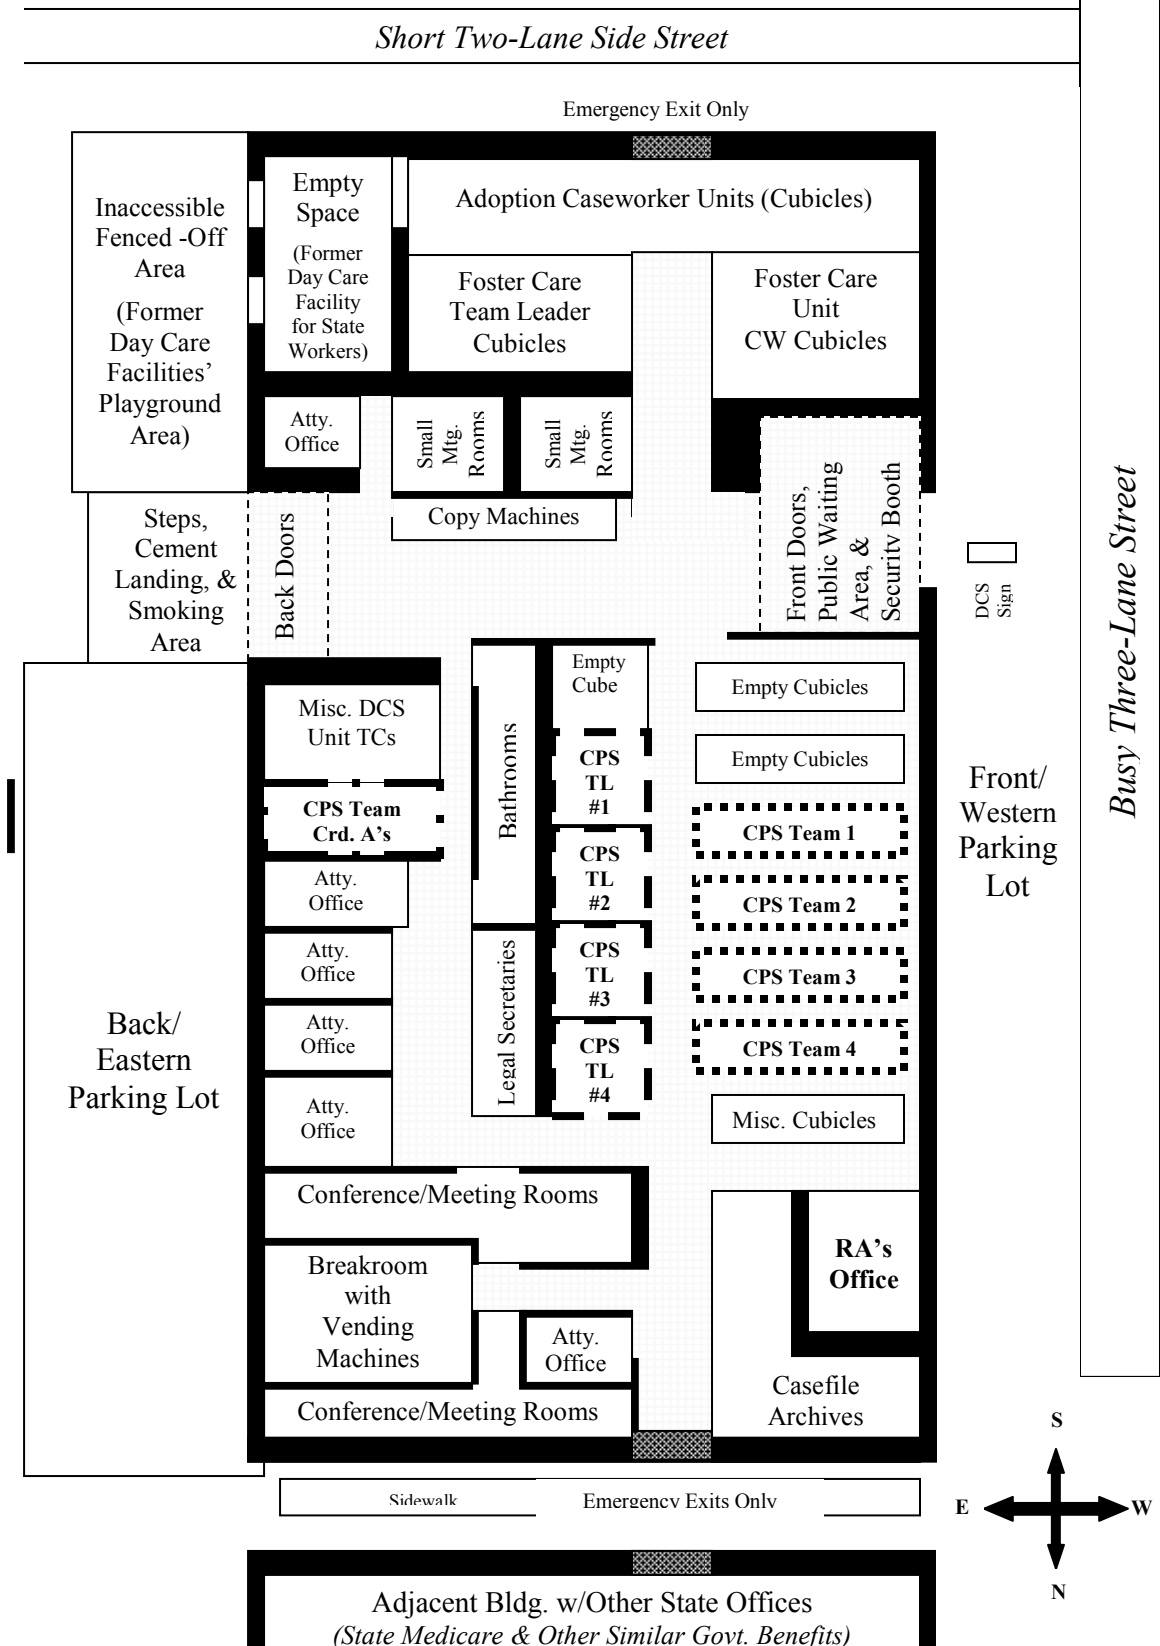 Short Two-Lane Side Street
Emergency Exit Only
Inaccessible
Fenced -Off
Area
(Former
Day Care
Facilities’
Playground
Area)
Empty
Space
(Former
Day Care
Facility
for State
Workers)
Adoption Caseworker Units (Cubicles)
Foster Care
Team Leader
Cubicles
Foster Care
Unit
CW Cubicles
Atty.
Office
Small
Mtg.
Rooms
Small
Mtg.
Rooms
Copy Machines
Steps,
Cement
Landing, &
Smoking
Area
Back Doors
Front Doors,
Public Waiting
Area, &
Security Booth
DCS
Sign
Busy Three-Lane Street
Misc. DCS
Unit TCs
CPS Team
Crd. A’s
Atty.
Office
Atty.
Office
Atty.
Office
Atty.
Office
Bathrooms
Legal Secretaries
Empty
Cube
CPS
TL
#1
CPS
TL
#2
CPS
TL
#3
CPS
TL
#4
Empty Cubicles
Empty Cubicles
CPS Team 1
CPS Team 2
CPS Team 3
CPS Team 4
Misc. Cubicles
Front/
Western
Parking
Lot
Back/
Eastern
Parking Lot
Conference/Meeting Rooms
Breakroom
with
Vending
Machines
Atty.
Office
Conference/Meeting Rooms
RA’s
Office
Casefile
Archives
S
E
W
N
Sidewalk
Emergency Exits Only
Adjacent Bldg. w/Other State Offices
(State Medicare & Other Similar Govt. Benefits)